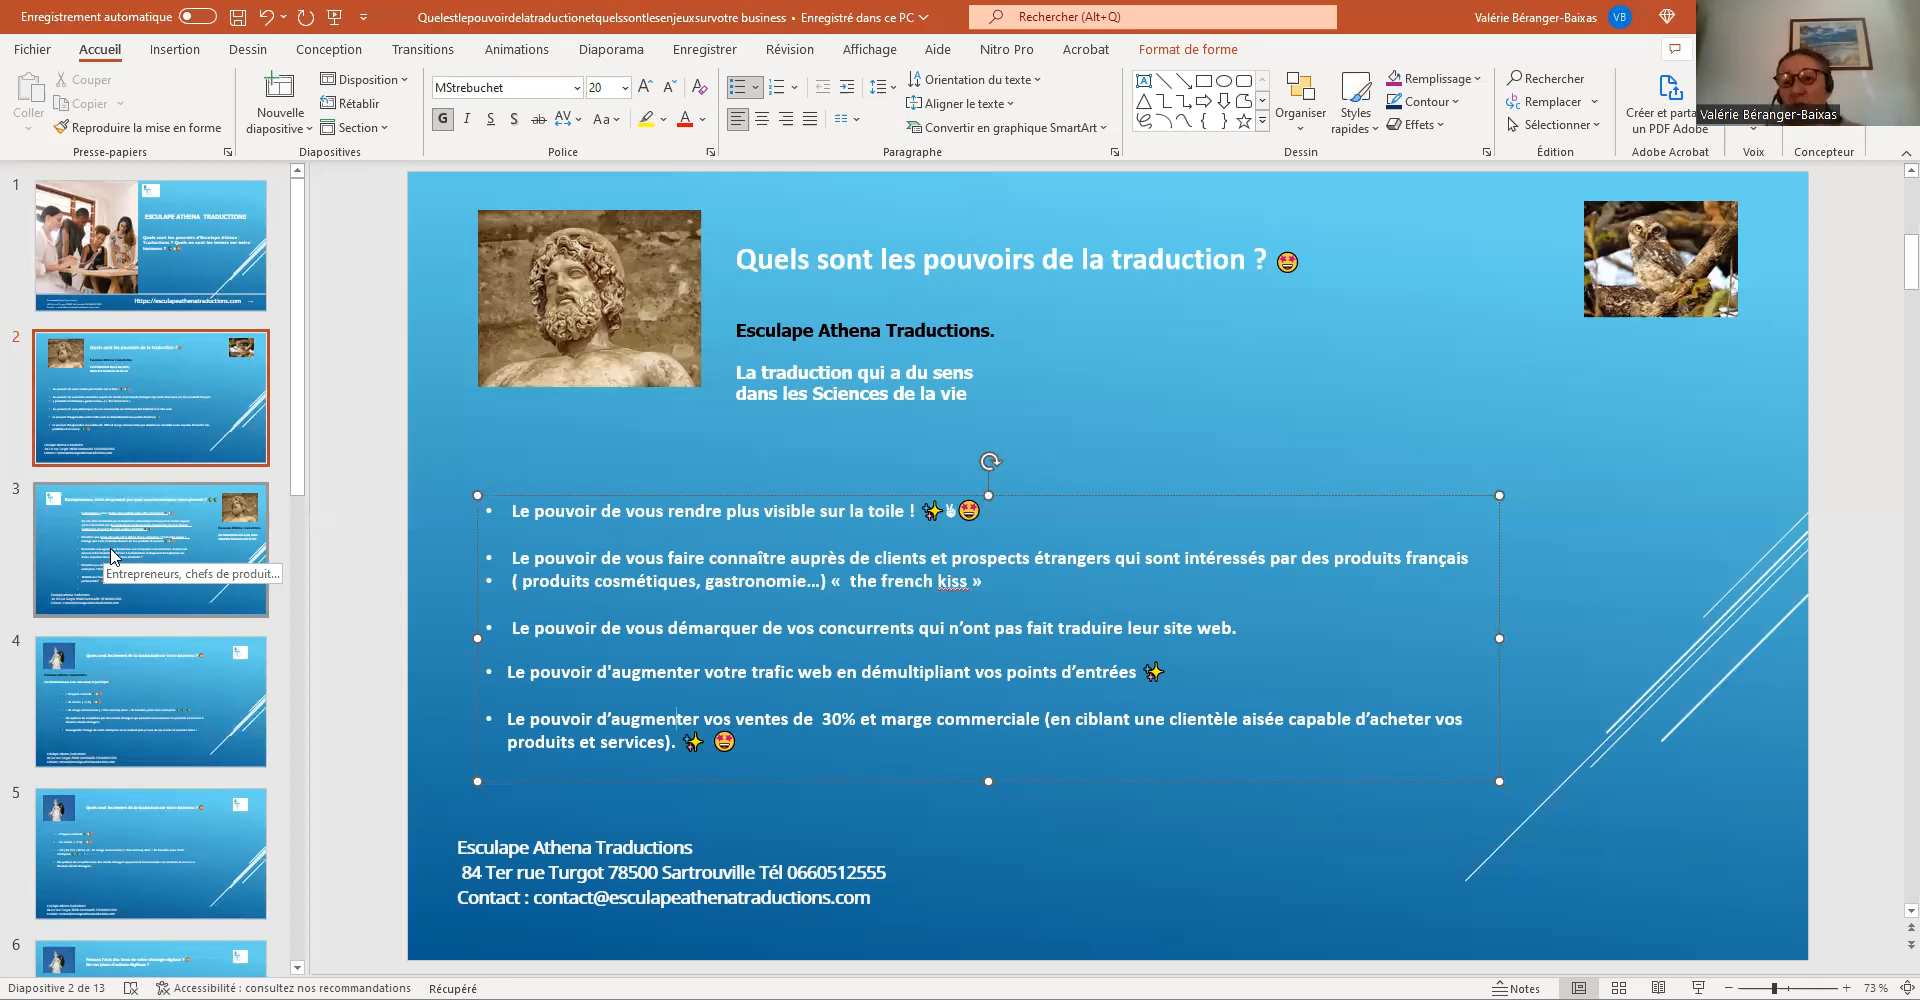 Enregistrement automatique
Quelestlepouvoirdelatraductionetquelssontlesenjeuxsurvotre business • Enregistré dans ce PC
Rechercher (Alt+Q)
Valérie Béranger-Baixas
VB
Fichier
Accueil
Insertion
Dessin
Conception
Transitions
Animations
Diaporama
Enregistrer
Révision
Affichage
Aide
Nitro Pro
Acrobat
Format de forme
Coller
Couper
Copier
Reproduire la mise en forme
Presse-papiers
Nouvelle
diapositive
Disposition
Rétablir
Section
Diapositives
MStrebuchet
20
G I S S ab AV Aa
A
Police
Orientation du texte
Aligner le texte
Convertir en graphique SmartArt
Paragraphe
Organiser
Styles
rapides
Remplissage
Contour
Effets
Dessin
Rechercher
Remplacer
Sélectionner
Édition
Créer et parta
un PDF Adobe
Adobe Acrobat
Voix
Concepteur
Valérie Béranger-Baixas
1
ESCULAPE ATHENA TRADUCTIONS
Https://esculapeathenatraductions.com
2
3
Entrepreneurs, chefs de produit...
4
5
6
Quels sont les pouvoirs de la traduction ? 🤩
Esculape Athena Traductions.
La traduction qui a du sens
dans les Sciences de la vie
• Le pouvoir de vous rendre plus visible sur la toile ! ✨✌🤩
• Le pouvoir de vous faire connaître auprès de clients et prospects étrangers qui sont intéressés par des produits français
• ( produits cosmétiques, gastronomie…) « the french kiss »
• Le pouvoir de vous démarquer de vos concurrents qui n’ont pas fait traduire leur site web.
• Le pouvoir d'augmenter votre trafic web en démultipliant vos points d’entrées ✨
• Le pouvoir d’augmenter vos ventes de 30% et marge commerciale (en ciblant une clientèle aisée capable d’acheter vos
produits et services). ✨ 🤩
Esculape Athena Traductions
84 Ter rue Turgot 78500 Sartrouville Tél 0660512555
Contact : contact@esculapeathenatraductions.com
Diapositive 2 de 13
Accessibilité : consultez nos recommandations
Récupéré
Notes
73 %